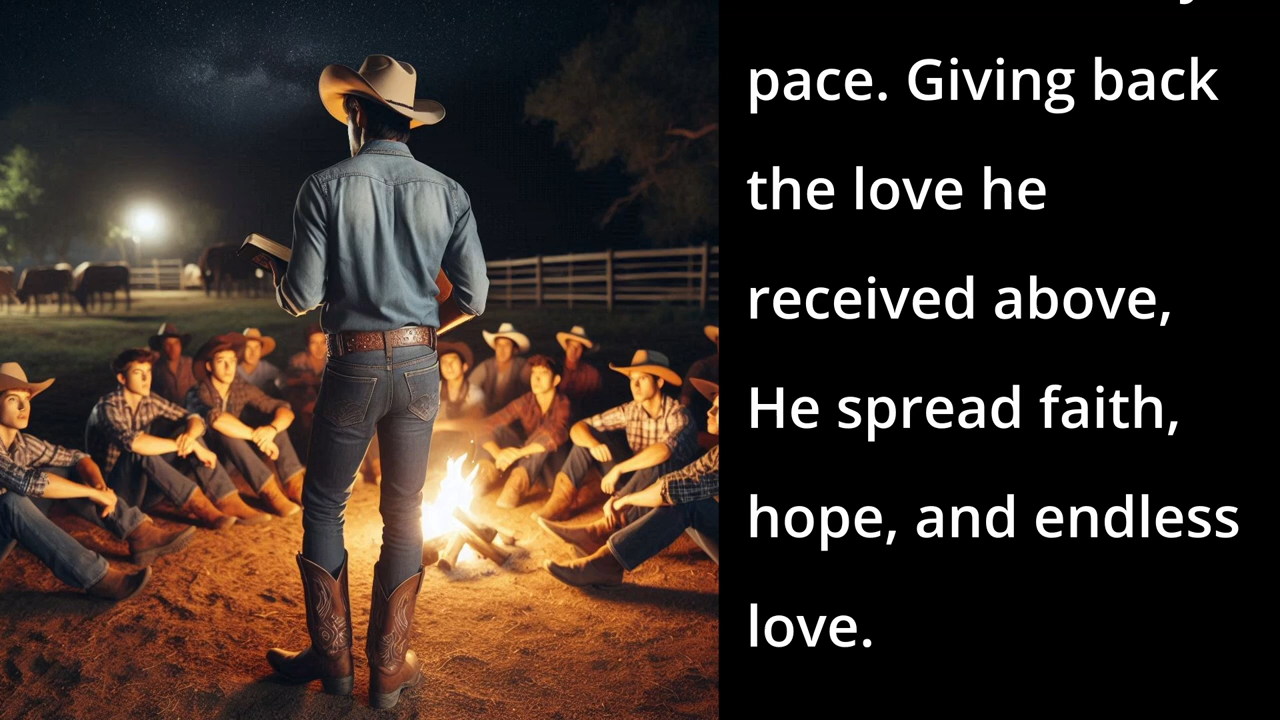 pace. Giving back
the love he
received above,
He spread faith,
hope, and endless
love.